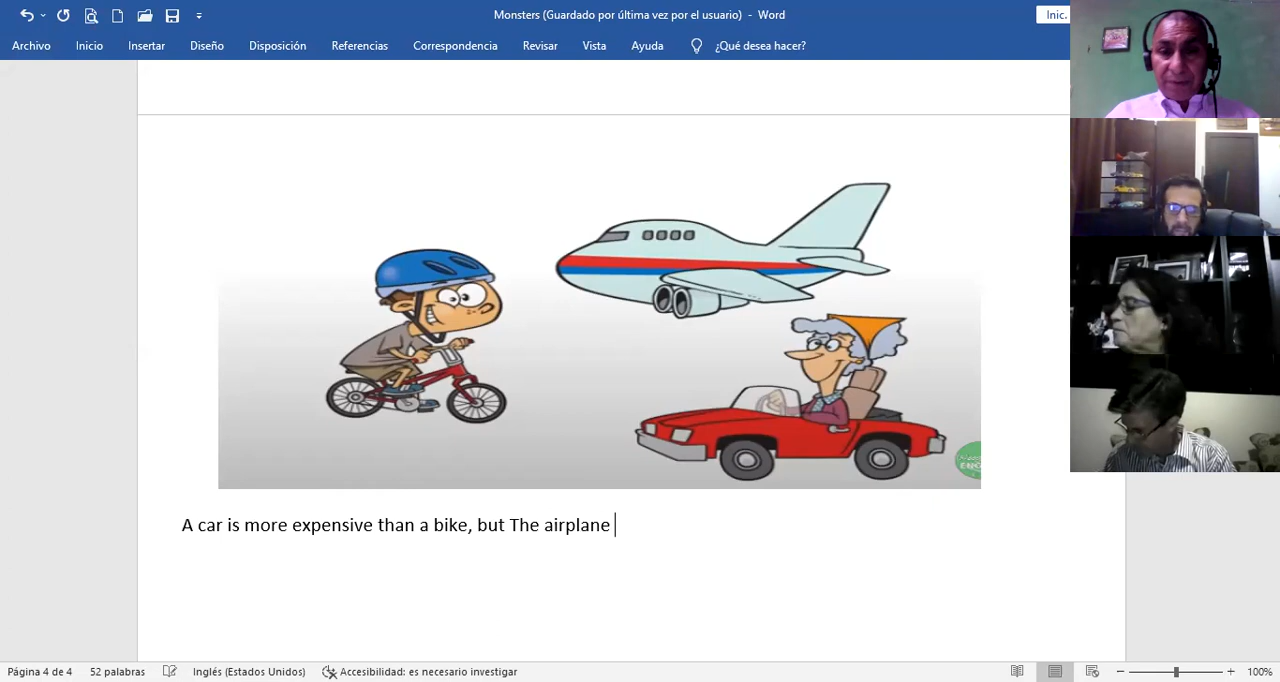 Monsters (Guardado por última vez por el usuario) - Word
Inic.
Archivo Inicio Insertar Diseño Disposición Referencias Correspondencia Revisar Vista Ayuda ¿Qué desea hacer?
A car is more expensive than a bike, but The airplane
Página 4 de 4 52 palabras Inglés (Estados Unidos) Accesibilidad: es necesario investigar 100%